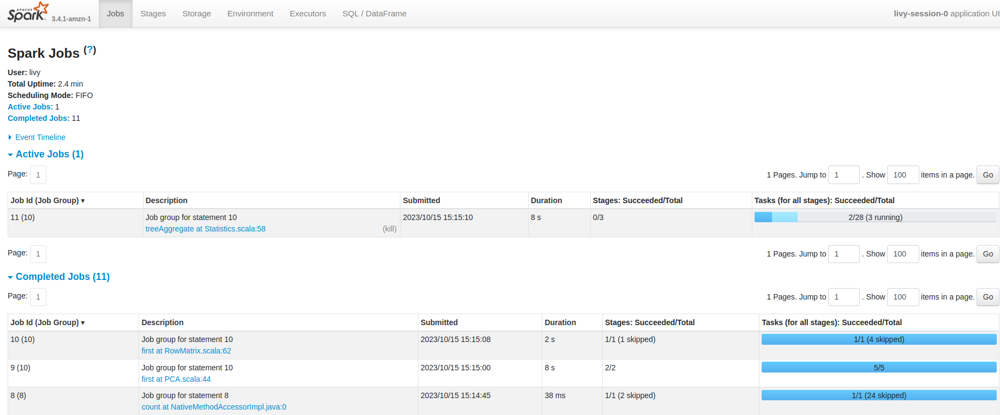 APACHE Spark 3.4.1-amzn-1 Jobs Stages Storage Environment Executors SQL / DataFrame livy-session-0 application UI
Spark Jobs (?)
User: livy
Total Uptime: 2.4 min
Scheduling Mode: FIFO
Active Jobs: 1
Completed Jobs: 11
Event Timeline
Active Jobs (1)
Page: 1 1 Pages. Jump to 1 . Show 100 items in a page. Go
Job Id (Job Group) ▾ Description Submitted Duration Stages: Succeeded/Total Tasks (for all stages): Succeeded/Total
11 (10) Job group for statement 10 2023/10/15 15:15:10 8 s 0/3 2/28 (3 running)
treeAggregate at Statistics.scala:58 (kill)
Page: 1 1 Pages. Jump to 1 . Show 100 items in a page. Go
Completed Jobs (11)
Page: 1 1 Pages. Jump to 1 . Show 100 items in a page. Go
Job Id (Job Group) ▾ Description Submitted Duration Stages: Succeeded/Total Tasks (for all stages): Succeeded/Total
10 (10) Job group for statement 10 2023/10/15 15:15:08 2 s 1/1 (1 skipped) 1/1 (4 skipped)
first at RowMatrix.scala:62
9 (10) Job group for statement 10 2023/10/15 15:15:00 8 s 2/2 5/5
first at PCA.scala:44
8 (8) Job group for statement 8 2023/10/15 15:14:45 38 ms 1/1 (2 skipped) 1/1 (24 skipped)
count at NativeMethodAccessorImpl.java:0